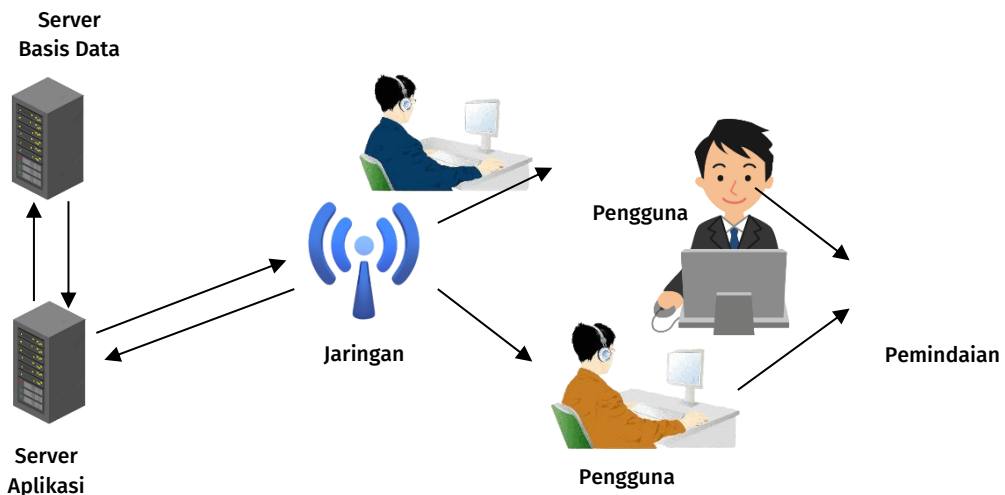 Server
Basis Data
Pengguna
Jaringan
Pemindaian
Server
Aplikasi
Pengguna